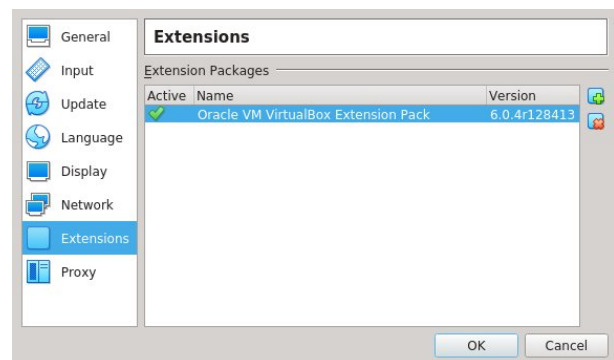 General
Input
Update
Language
Display
Network
Extensions
Proxy
Extensions
Extension Packages
Active Name Version
Oracle VM VirtualBox Extension Pack 6.0.4r128413
OK Cancel